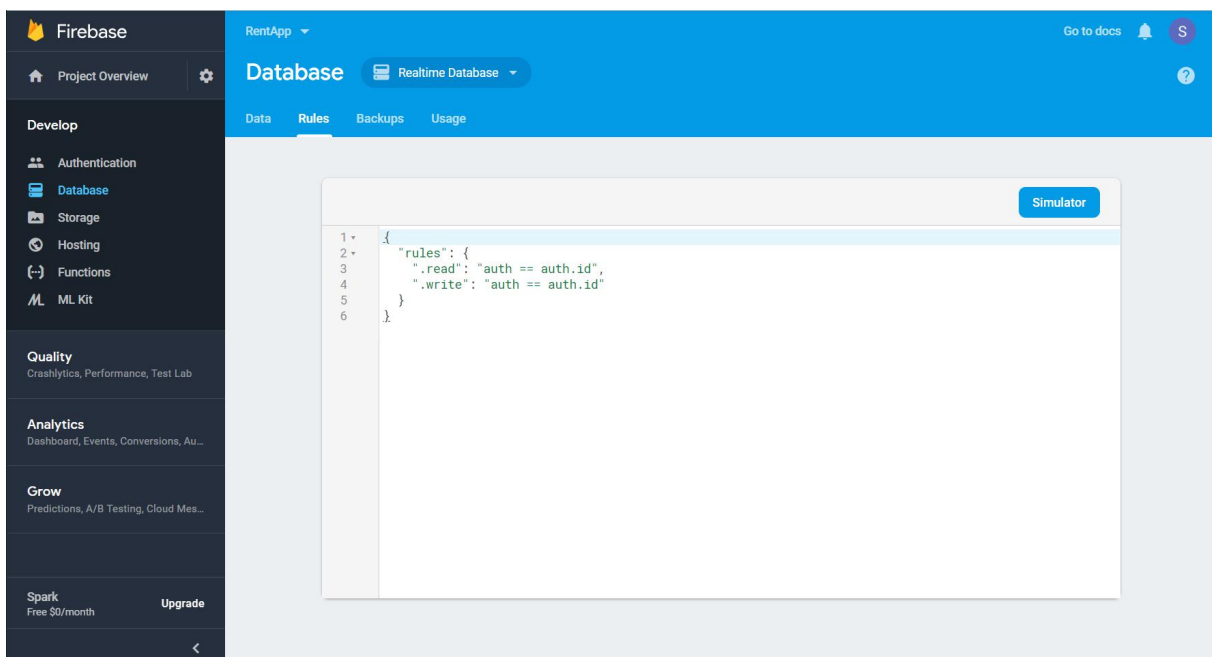 Firebase
RentApp
Go to docs
S
Project Overview
Database
Realtime Database
?
Data Rules Backups Usage
Develop
Authentication
Database
Storage
Hosting
Functions
ML Kit
Quality
Crashlytics, Performance, Test Lab
Analytics
Dashboard, Events, Conversions, Au...
Grow
Predictions, A/B Testing, Cloud Mes...
Spark
Free $0/month
Upgrade
Simulator
1 {
2 "rules": {
3 ".read": "auth == auth.id",
4 ".write": "auth == auth.id"
5 }
6 }